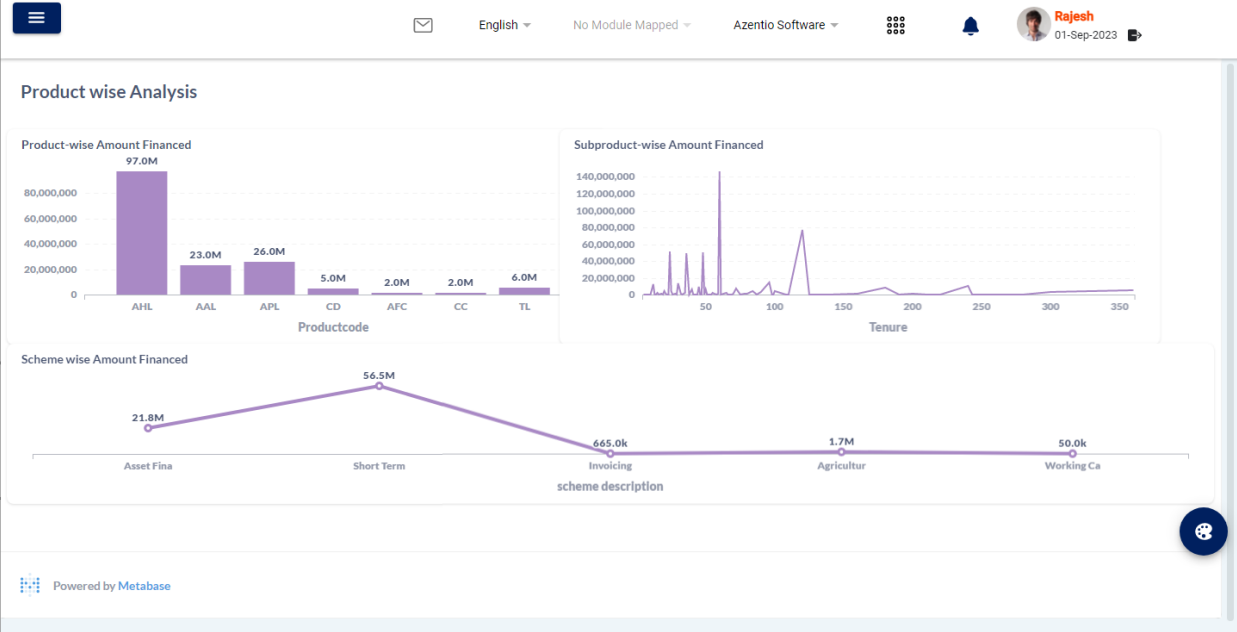 English
No Module Mapped
Azentio Software
Rajesh
01-Sep-2023
Product wise Analysis
Product-wise Amount Financed
97.0M
80,000,000
60,000,000
40,000,000
20,000,000
0
23.0M
26.0M
5.0M
2.0M
2.0M
6.0M
AHL
AAL
APL
CD
AFC
CC
TL
Productcode
Subproduct-wise Amount Financed
140,000,000
120,000,000
100,000,000
80,000,000
60,000,000
40,000,000
20,000,000
0
50
100
150
200
250
300
350
Tenure
Scheme wise Amount Financed
21.8M
56.5M
665.0k
1.7M
50.0k
Asset Fina
Short Term
Invoicing
Agricultur
Working Ca
scheme description
Powered by Metabase